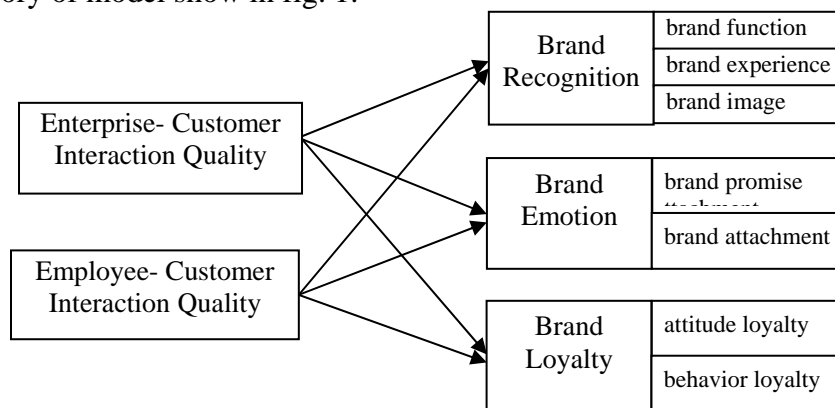 ory of model show in fig. 1.
Brand
Recognition
brand function
brand experience
brand image
Enterprise- Customer
Interaction Quality
Brand
Emotion
brand promise
brand attachment
Employee- Customer
Interaction Quality
Brand
Loyalty
attitude loyalty
behavior loyalty